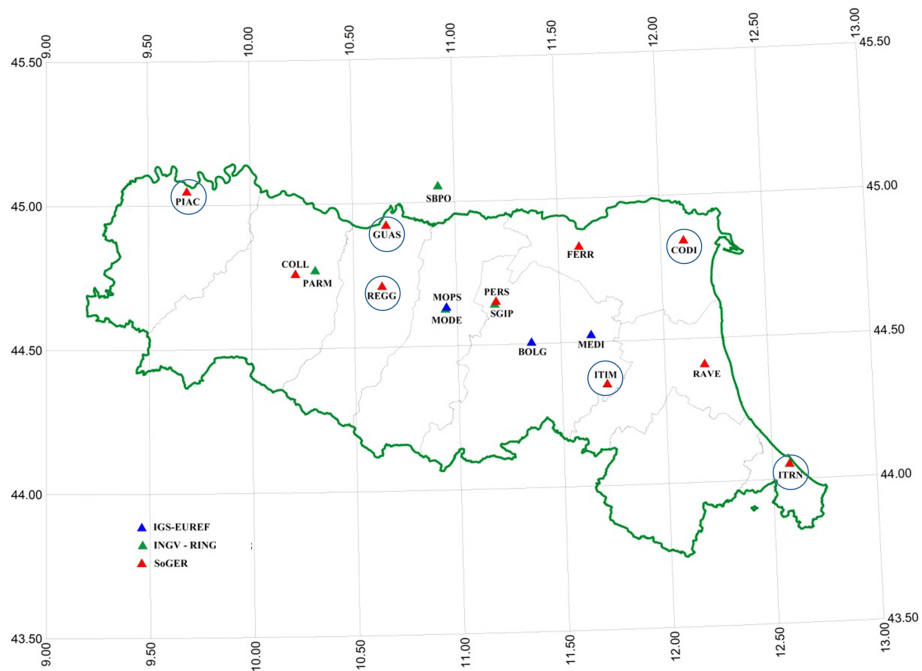 9.00
9.50
10.00
10.50
11.00
11.50
12.00
12.50
13.00
45.50
45.50
SBPO
PIAC
45.00
45.00
GUAS
CODI
FERR
COLL
PARM
REGG
MOPS
PERS
MODE
SGIP
44.50
44.50
BOLG
MEDI
ITIM
RAVE
ITRN
44.00
44.00
IGS-EUREF
INGV - RING
;
SoGER
43.50
43.50
9.00
9.50
10.00
10.50
11.00
11.50
12.00
12.50
13.00